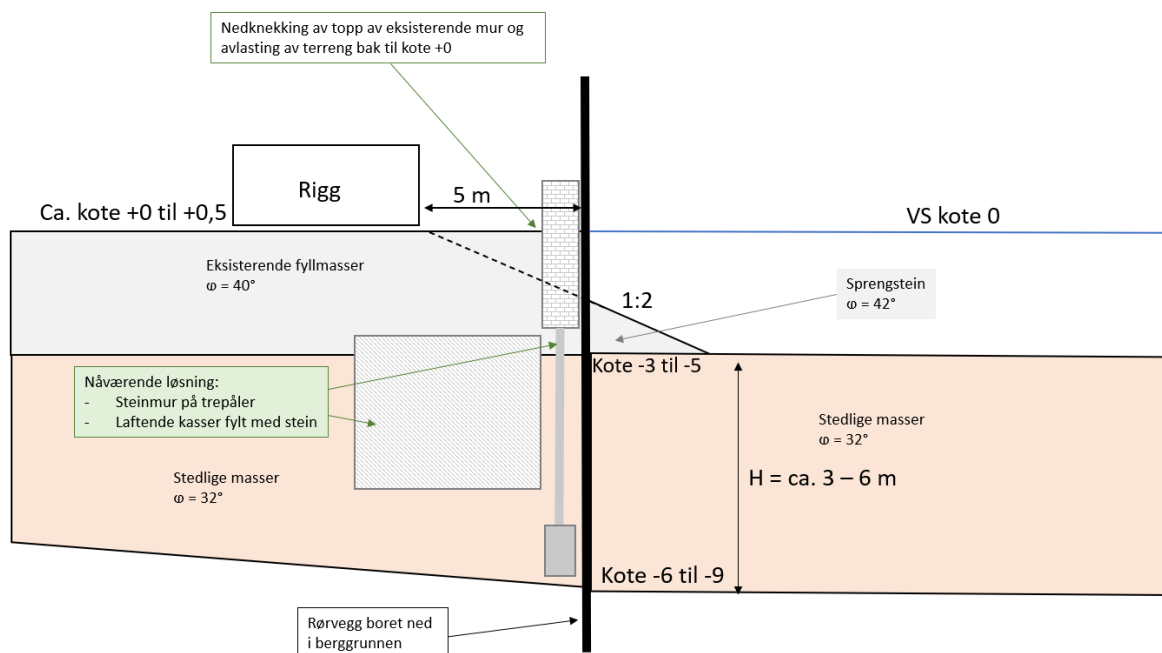 Nedknekking av topp av eksisterende mur og
avlasting av terreng bak til kote +0
Rigg
5 m
Ca. kote +0 til +0,5
VS kote 0
Eksisterende fyllmasser
φ = 40°
Sprengstein
φ = 42°
1:2
Kote -3 til -5
Nåværende løsning:
- Steinmur på trepåler
- Laftende kasser fylt med stein
Stedlige masser
φ = 32°
Stedlige masser
φ = 32°
H = ca. 3 – 6 m
Kote -6 til -9
Rørvegg boret ned
i berggrunnen